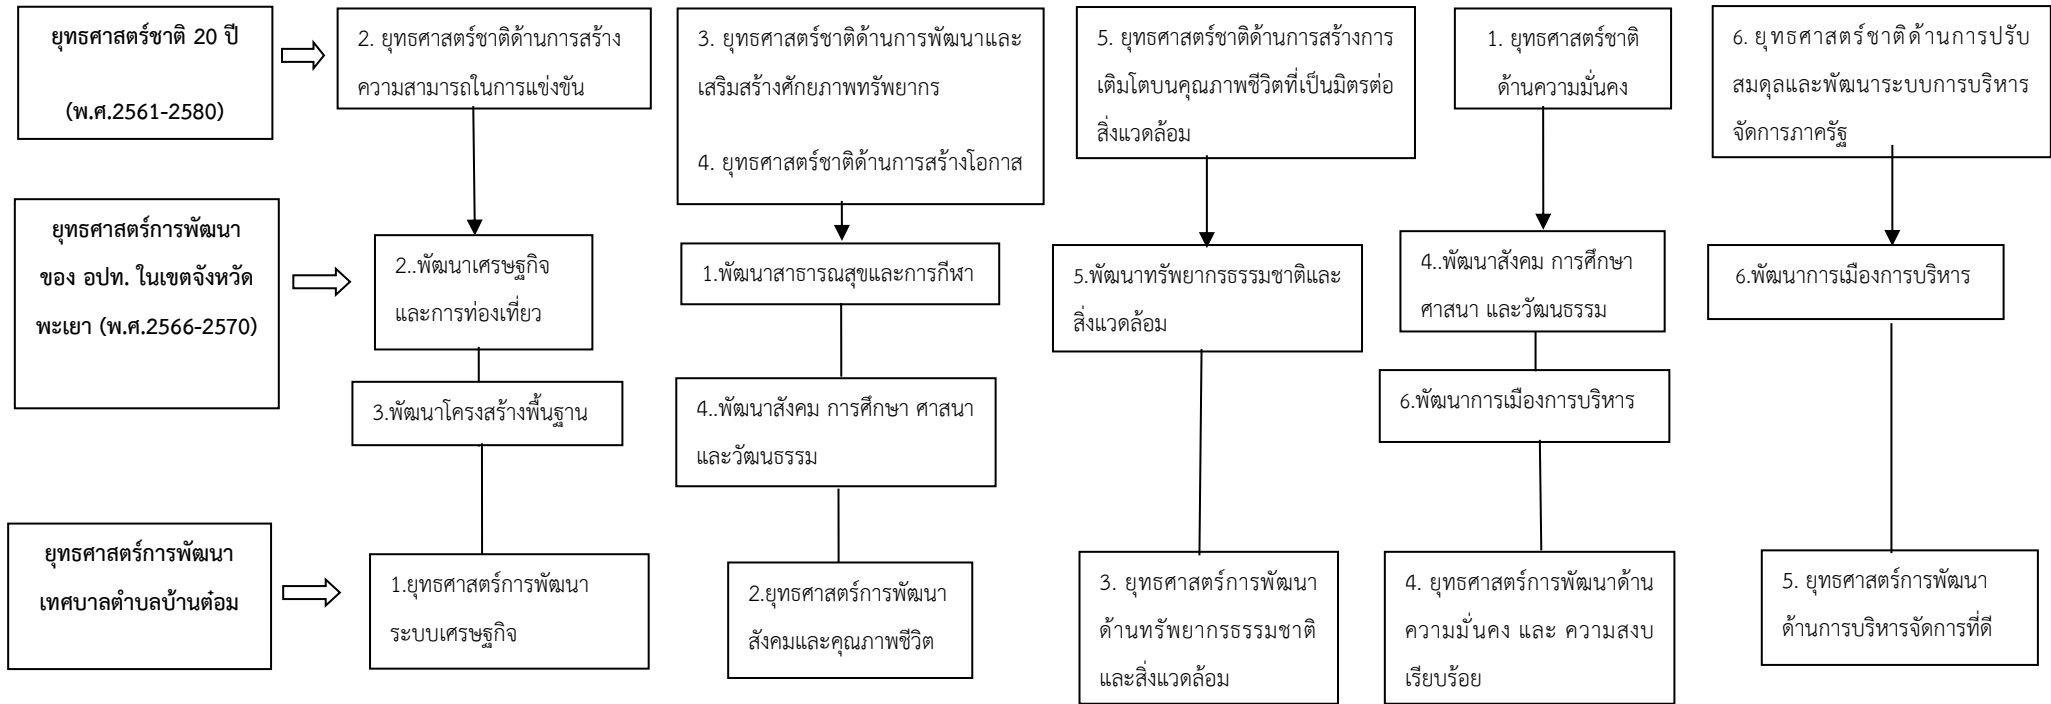 ยุทธศาสตร์ชาติ 20 ปี
(พ.ศ.2561-2580)
2. ยุทธศาสตร์ชาติด้านการสร้าง
ความสามารถในการแข่งขัน
3. ยุทธศาสตร์ชาติด้านการพัฒนาและ
เสริมสร้างศักยภาพทรัพยากร
4. ยุทธศาสตร์ชาติด้านการสร้างโอกาส
5. ยุทธศาสตร์ชาติด้านการสร้างการ
เติมโตบนคุณภาพชีวิตที่เป็นมิตรต่อ
สิ่งแวดล้อม
1. ยุทธศาสตร์ชาติ
ด้านความมั่นคง
6. ยุทธศาสตร์ชาติด้านการปรับ
สมดุลและพัฒนาระบบการบริหาร
จัดการภาครัฐ
ยุทธศาสตร์การพัฒนา
ของ อปท. ในเขตจังหวัด
พะเยา (พ.ศ.2566-2570)
2..พัฒนาเศรษฐกิจ
และการท่องเที่ยว
1.พัฒนาสาธารณสุขและการกีฬา
5.พัฒนาทรัพยากรธรรมชาติและ
สิ่งแวดล้อม
4..พัฒนาสังคม การศึกษา
ศาสนา และวัฒนธรรม
6.พัฒนาการเมืองการบริหาร
3.พัฒนาโครงสร้างพื้นฐาน
4..พัฒนาสังคม การศึกษา ศาสนา
และวัฒนธรรม
6.พัฒนาการเมืองการบริหาร
ยุทธศาสตร์การพัฒนา
เทศบาลตำบลบ้านต๋อม
1.ยุทธศาสตร์การพัฒนา
ระบบเศรษฐกิจ
2.ยุทธศาสตร์การพัฒนา
สังคมและคุณภาพชีวิต
3. ยุทธศาสตร์การพัฒนา
ด้านทรัพยากรธรรมชาติ
และสิ่งแวดล้อม
4. ยุทธศาสตร์การพัฒนาด้าน
ความมั่นคง และ ความสงบ
เรียบร้อย
5. ยุทธศาสตร์การพัฒนา
ด้านการบริหารจัดการที่ดี